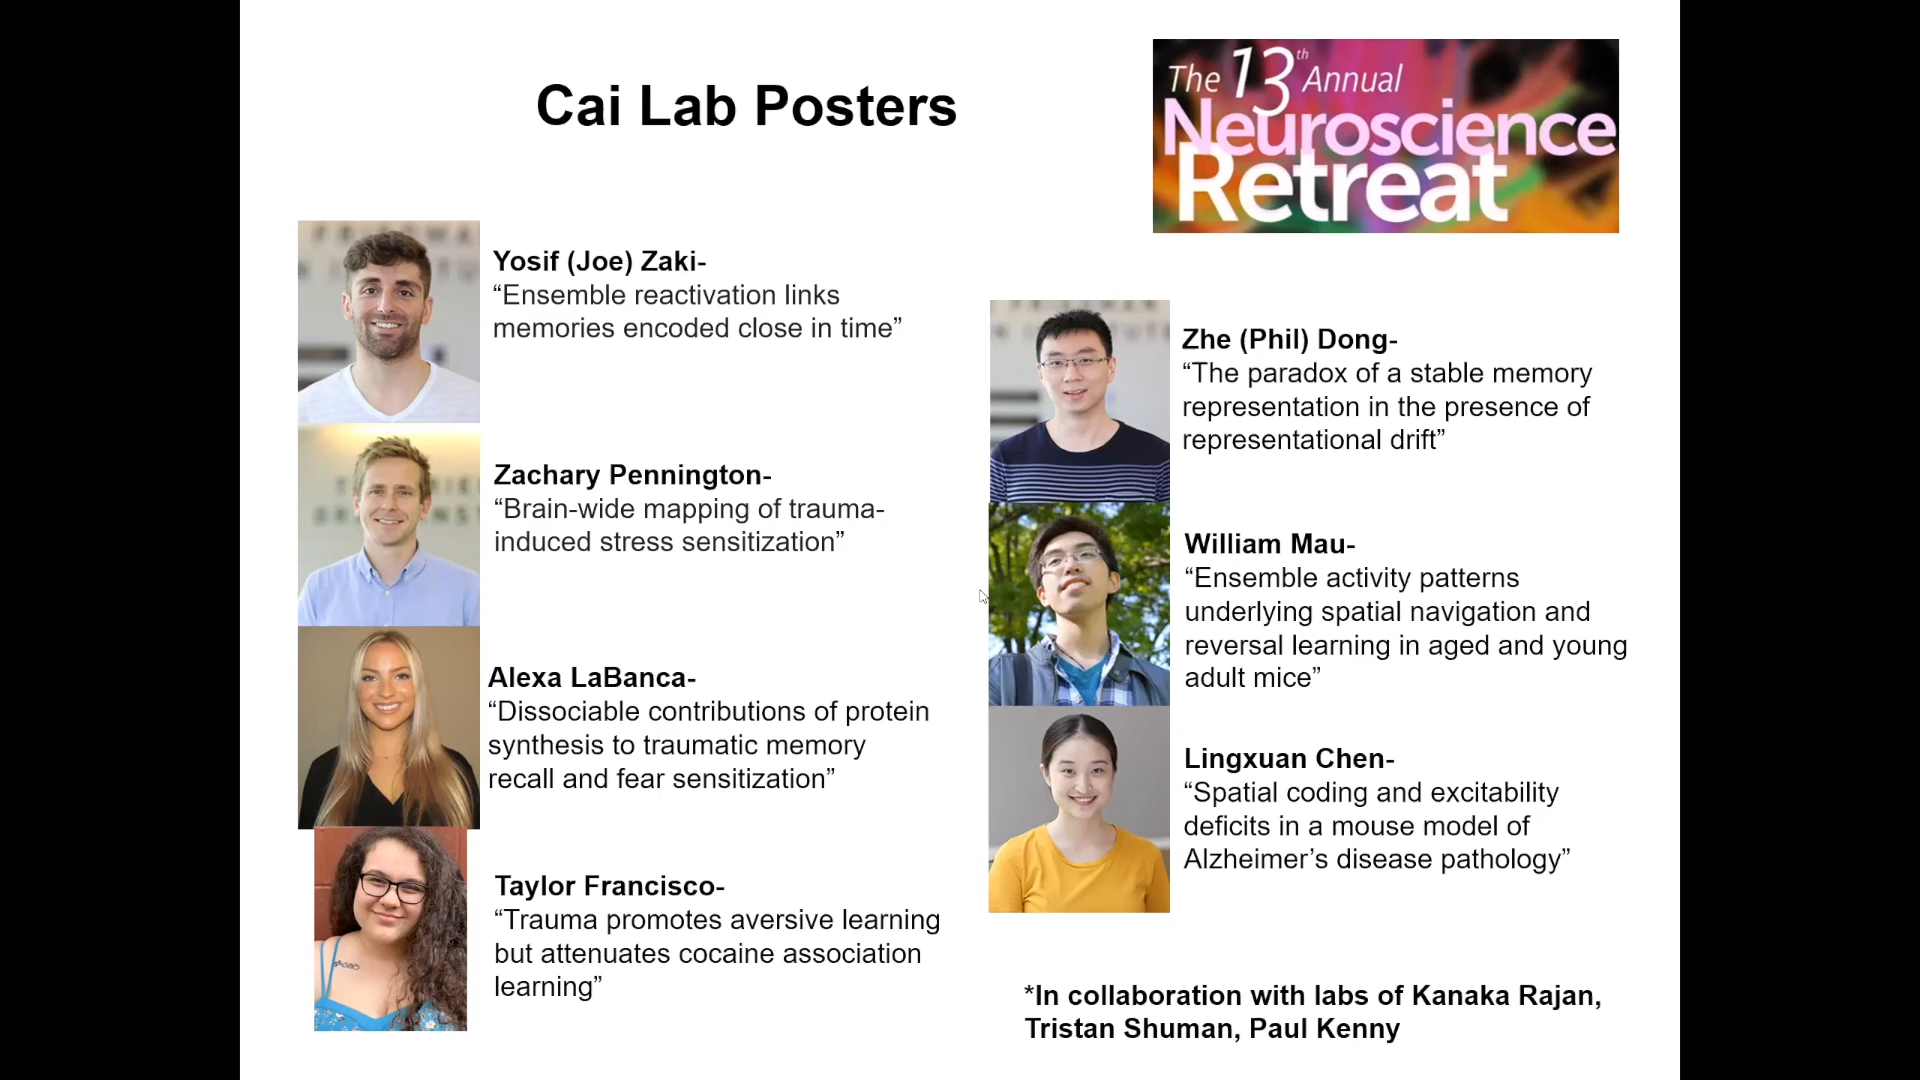 Cai Lab Posters
The 13th Annual
Neuroscience
Retreat
Yosif (Joe) Zaki-
“Ensemble reactivation links
memories encoded close in time”
Zachary Pennington-
“Brain-wide mapping of trauma-
induced stress sensitization”
Alexa LaBanca-
“Dissociable contributions of protein
synthesis to traumatic memory
recall and fear sensitization”
Taylor Francisco-
“Trauma promotes aversive learning
but attenuates cocaine association
learning”
Zhe (Phil) Dong-
“The paradox of a stable memory
representation in the presence of
representational drift”
William Mau-
“Ensemble activity patterns
underlying spatial navigation and
reversal learning in aged and young
adult mice”
Lingxuan Chen-
“Spatial coding and excitability
deficits in a mouse model of
Alzheimer’s disease pathology”
*In collaboration with labs of Kanaka Rajan,
Tristan Shuman, Paul Kenny